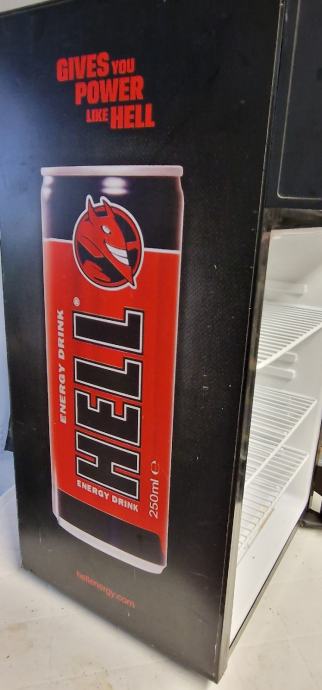 GIVES YOU
POWER
LIKE HELL
ENERGY DRINK
HELL®
ENERGY DRINK
250ml e
hellenergy.com